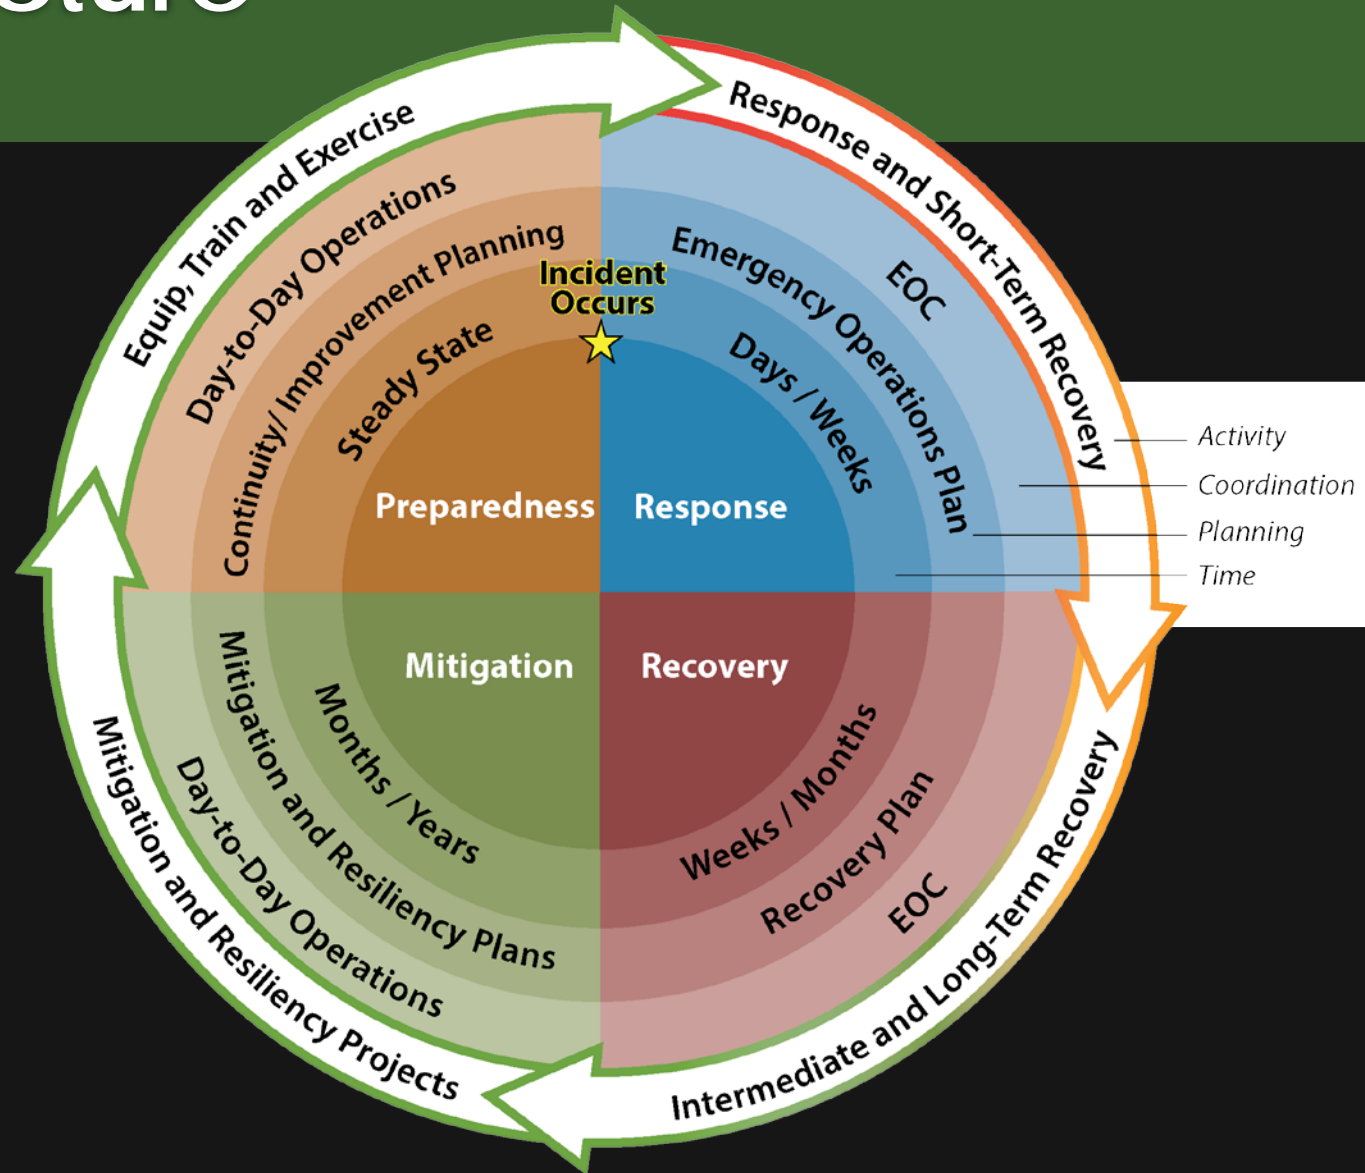 Equip, Train and Exercise
Day-to-Day Operations
Continuity/ Improvement Planning
Steady State
Preparedness
Incident
Occurs
Response and Short-Term Recovery
EOC
Emergency Operations Plan
Days / Weeks
Response
Activity
Coordination
Planning
Time
Mitigation
Months / Years
Mitigation and Resiliency Plans
Day-to-Day Operations
Mitigation and Resiliency Projects
Recovery
Weeks / Months
Recovery Plan
EOC
Intermediate and Long-Term Recovery